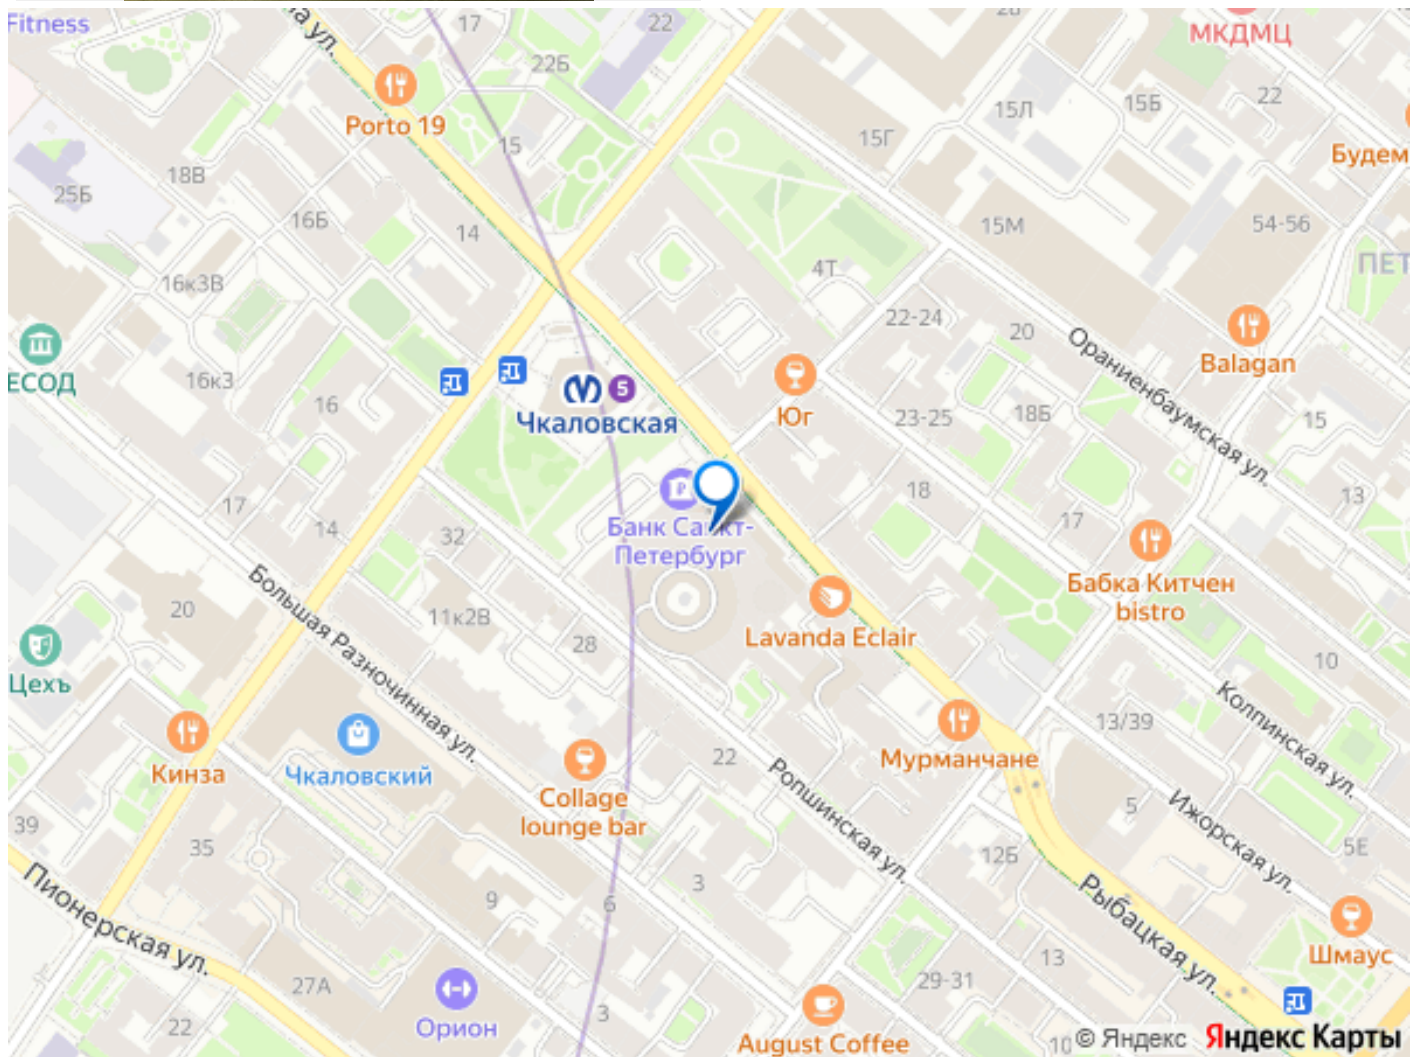 Fitness
17
22
МКДМЦ
22Б
на ул.
Porto 19
15
15Г
15Л
15Б
22
Будем
18В
25Б
16Б
14
15М
54-56
ПЕТ
4Т
16к3В
22-24
20
Ораниенбаумская ул.
Balagan
ЕСОД
16к3
16
5
Чкаловская
Юг
23-25
18Б
15
17
14
32
Банк Санкт-
Петербург
18
17
13
Бабка Китчен
bistro
Большая Разночинная ул.
20
11к2В
28
Lavanda Eclair
10
Цехъ
Кинза
Чкаловский
Collage
lounge bar
22
Ропшинская ул.
Мурманчане
13/39
Колпинская ул.
5
Ижорская ул.
39
35
3
12Б
5Е
Пионерская ул.
9
6
Рыбацкая ул.
Шмаус
27А
13
29-31
22
Орион
3
August Coffee
10
© Яндекс Яндекс Карты